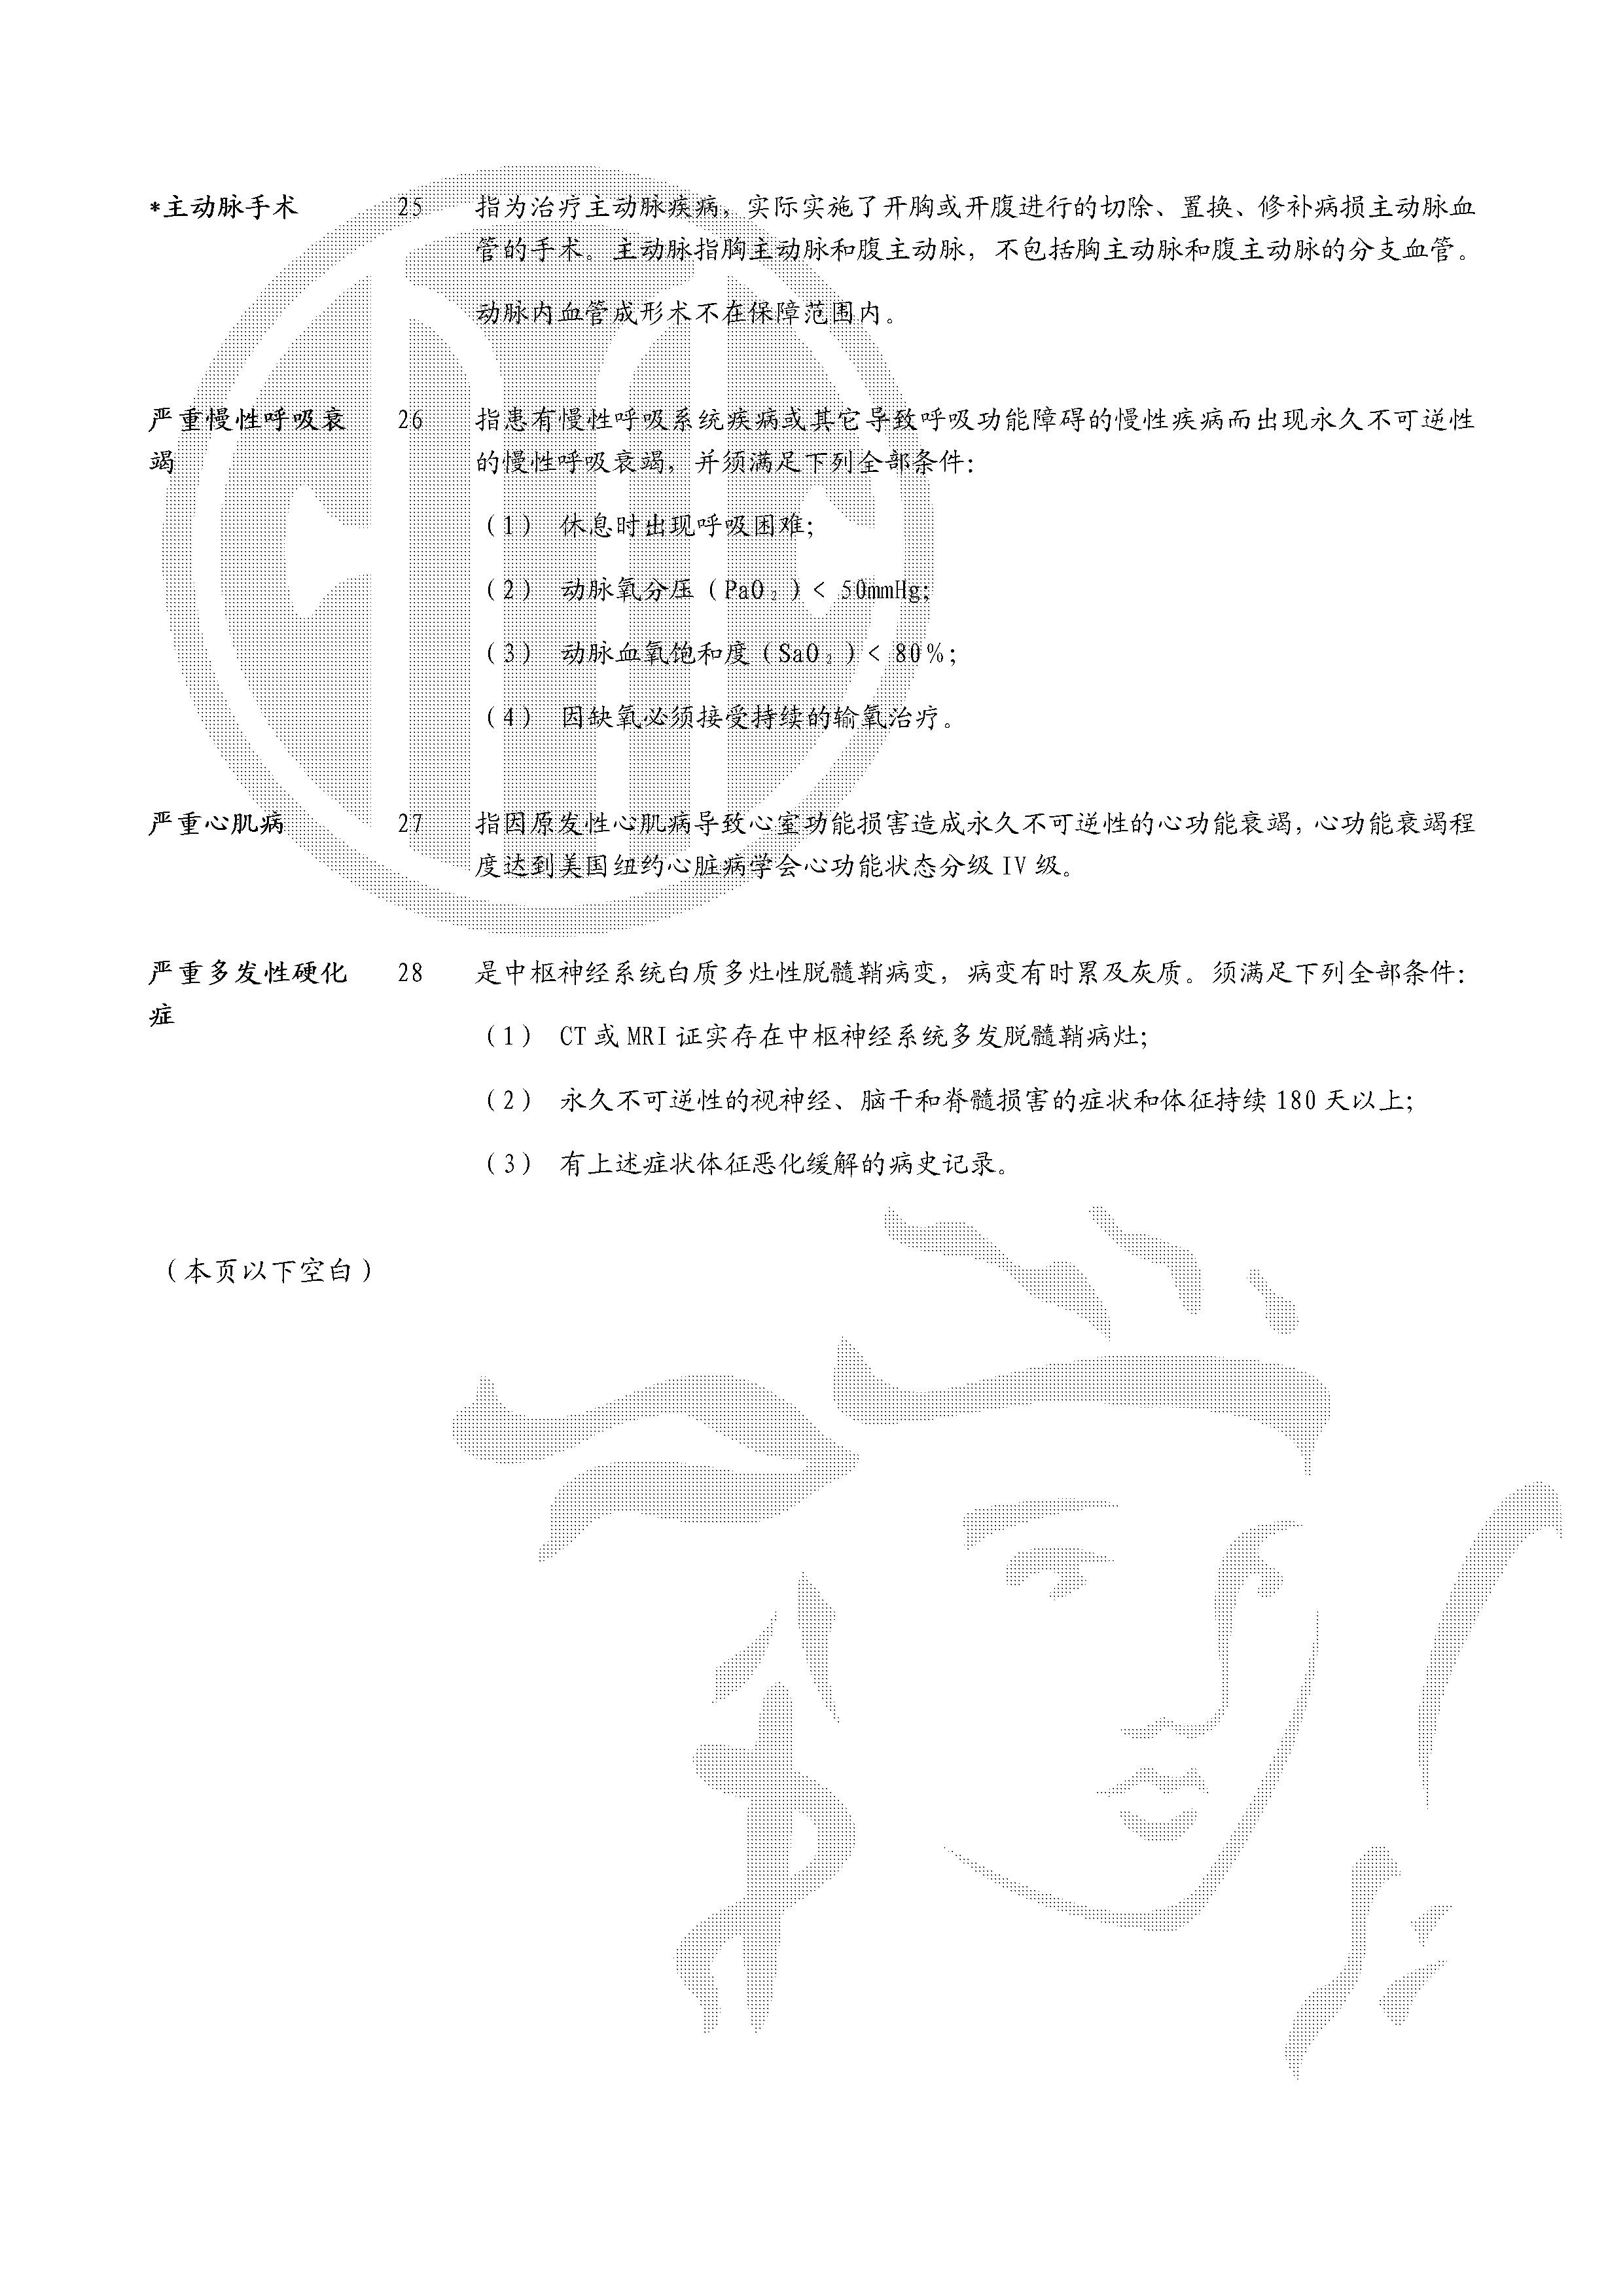 *主动脉手术 25 指为治疗主动脉疾病，实际实施了开胸或开腹进行的切除、置换、修补病损主动脉血
管的手术。主动脉指胸主动脉和腹主动脉，不包括胸主动脉和腹主动脉的分支血管。
动脉内血管成形术不在保障范围内。
严重慢性呼吸衰 26 指患有慢性呼吸系统疾病或其它导致呼吸功能障碍的慢性疾病而出现永久不可逆性
竭 的慢性呼吸衰竭，并须满足下列全部条件：
（1） 休息时出现呼吸困难；
（2） 动脉氧分压（PaO₂）< 50mmHg；
（3） 动脉血氧饱和度（SaO₂）< 80%；
（4） 因缺氧必须接受持续的输氧治疗。
严重心肌病 27 指因原发性心肌病导致心室功能损害造成永久不可逆性的心功能衰竭，心功能衰竭程
度达到美国纽约心脏病学会心功能状态分级 IV 级。
严重多发性硬化 28 是中枢神经系统白质多灶性脱髓鞘病变，病变有时累及灰质。须满足下列全部条件：
症
（1） CT 或 MRI 证实存在中枢神经系统多发脱髓鞘病灶；
（2） 永久不可逆性的视神经、脑干和脊髓损害的症状和体征持续 180 天以上；
（3） 有上述症状体征恶化缓解的病史记录。
（本页以下空白）